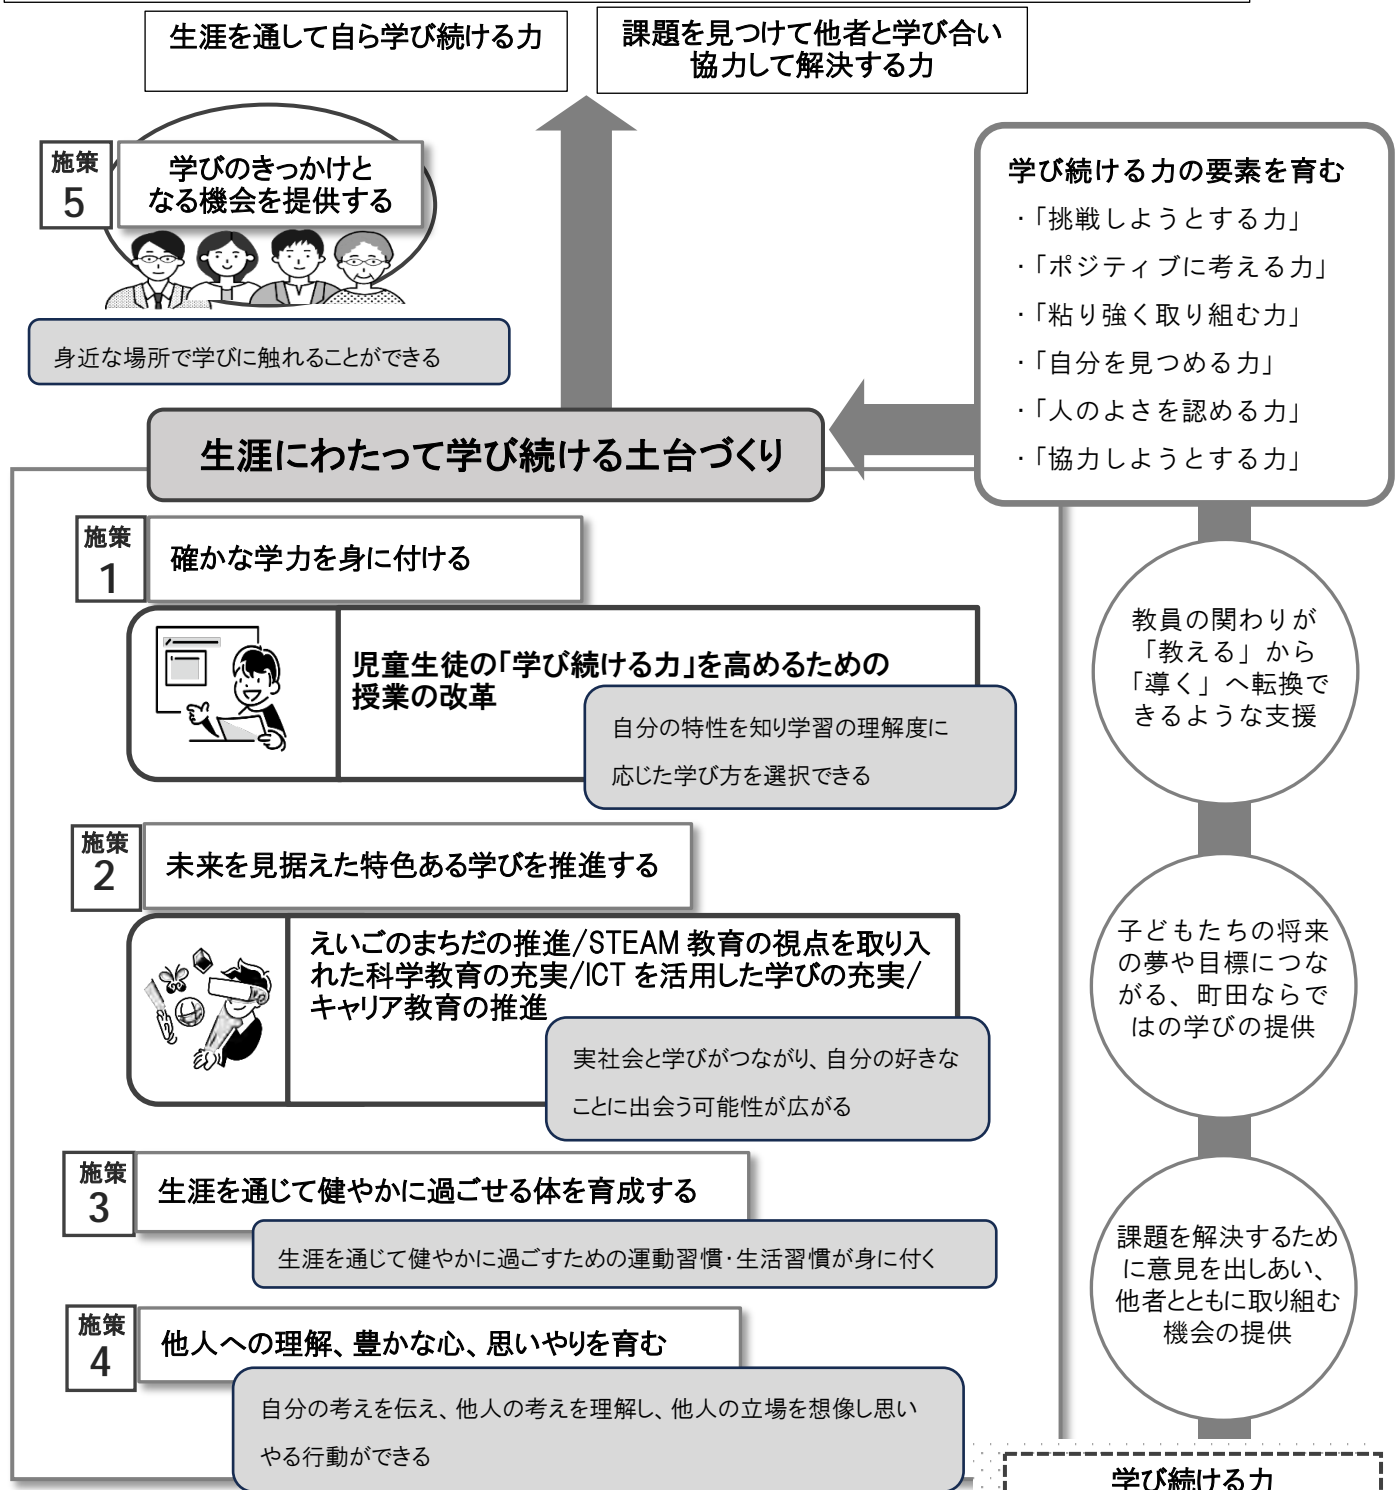 生涯を通して自ら学び続ける力
課題を見つけて他者と学び合い
協力して解決する力
施策
5
学びのきっかけと
なる機会を提供する
身近な場所で学びに触れることができる
学び続ける力の要素を育む
・「挑戦しようとする力」
・「ポジティブに考える力」
・「粘り強く取り組む力」
・「自分を見つめる力」
・「人のよさを認める力」
・「協力しようとする力」
生涯にわたって学び続ける土台づくり
施策
1
確かな学力を身に付ける
児童生徒の「学び続ける力」を高めるための
授業の改革
自分の特性を知り学習の理解度に
応じた学び方を選択できる
施策
2
未来を見据えた特色ある学びを推進する
えいごのまちだの推進/STEAM 教育の視点を取り入
れた科学教育の充実/ICT を活用した学びの充実/
キャリア教育の推進
実社会と学びがつながり、自分の好きな
ことに出会う可能性が広がる
施策
3
生涯を通じて健やかに過ごせる体を育成する
生涯を通じて健やかに過ごすための運動習慣・生活習慣が身に付く
施策
4
他人への理解、豊かな心、思いやりを育む
自分の考えを伝え、他人の考えを理解し、他人の立場を想像し思い
やる行動ができる
教員の関わりが
「教える」から
「導く」へ転換で
きるような支援
子どもたちの将来
の夢や目標につな
がる、町田ならで
はの学びの提供
課題を解決するため
に意見を出しあい、
他者とともに取り組む
機会の提供
学び続ける力